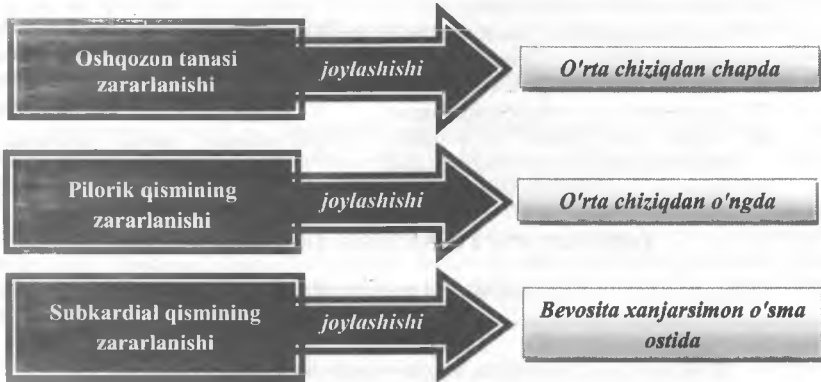 Oshqozon tanasi
zararlanishi
joylashishi
O'rta chiziqdan chapda
Pilorik qismining
zararlanishi
joylashishi
O'rta chiziqdan o'ngda
Subkardial qismining
zararlanishi
joylashishi
Bevosita xanjarsimon o'sma
ostida